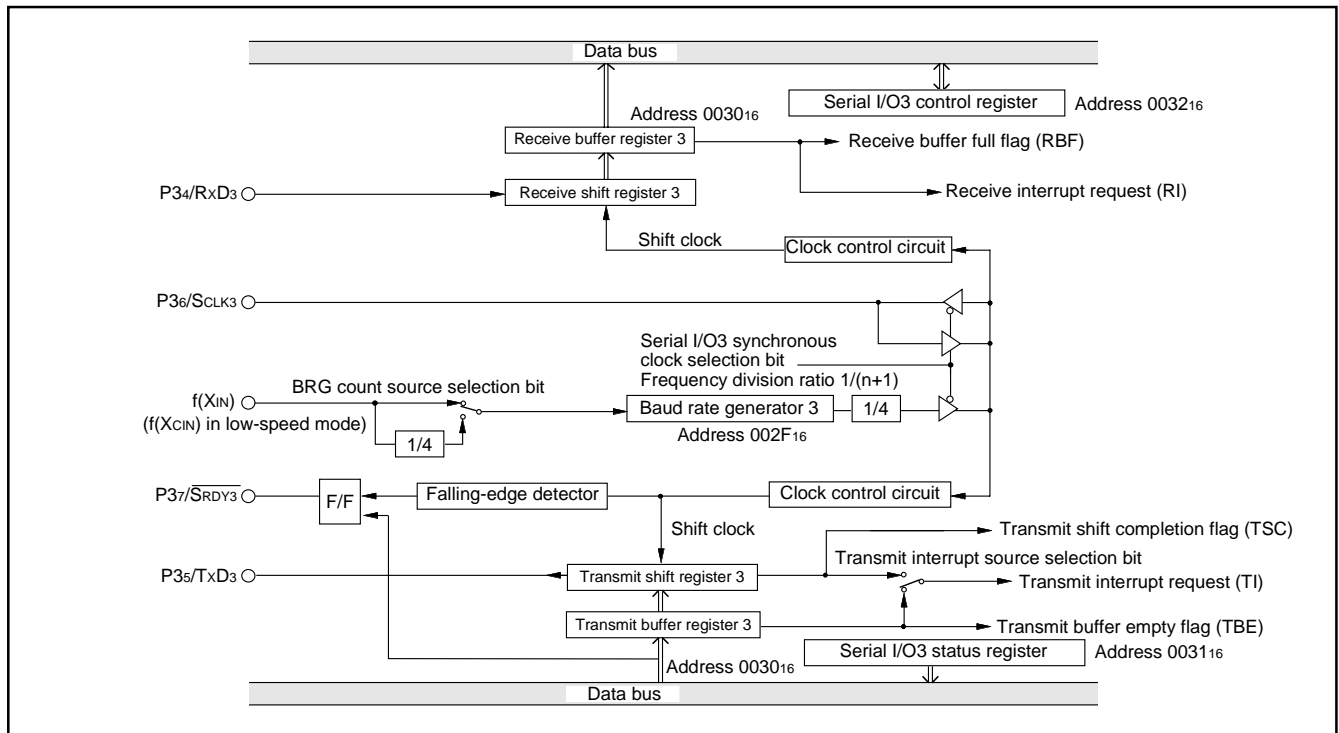 Data bus
Serial I/O3 control register Address 003216
Address 003016
Receive buffer register 3 Receive buffer full flag (RBF)
P34/RxD3 Receive shift register 3 Receive interrupt request (RI)
Shift clock Clock control circuit
P36/SCLK3
Serial I/O3 synchronous
clock selection bit
BRG count source selection bit Frequency division ratio 1/(n+1)
f(XIN) Baud rate generator 3 1/4
(f(XCIN) in low-speed mode) 1/4 Address 002F16
P37/SRDY3 F/F Falling-edge detector Clock control circuit
Shift clock Transmit shift completion flag (TSC)
Transmit interrupt source selection bit
P35/TxD3 Transmit shift register 3 Transmit interrupt request (TI)
Transmit buffer register 3 Transmit buffer empty flag (TBE)
Address 003016 Serial I/O3 status register Address 003116
Data bus